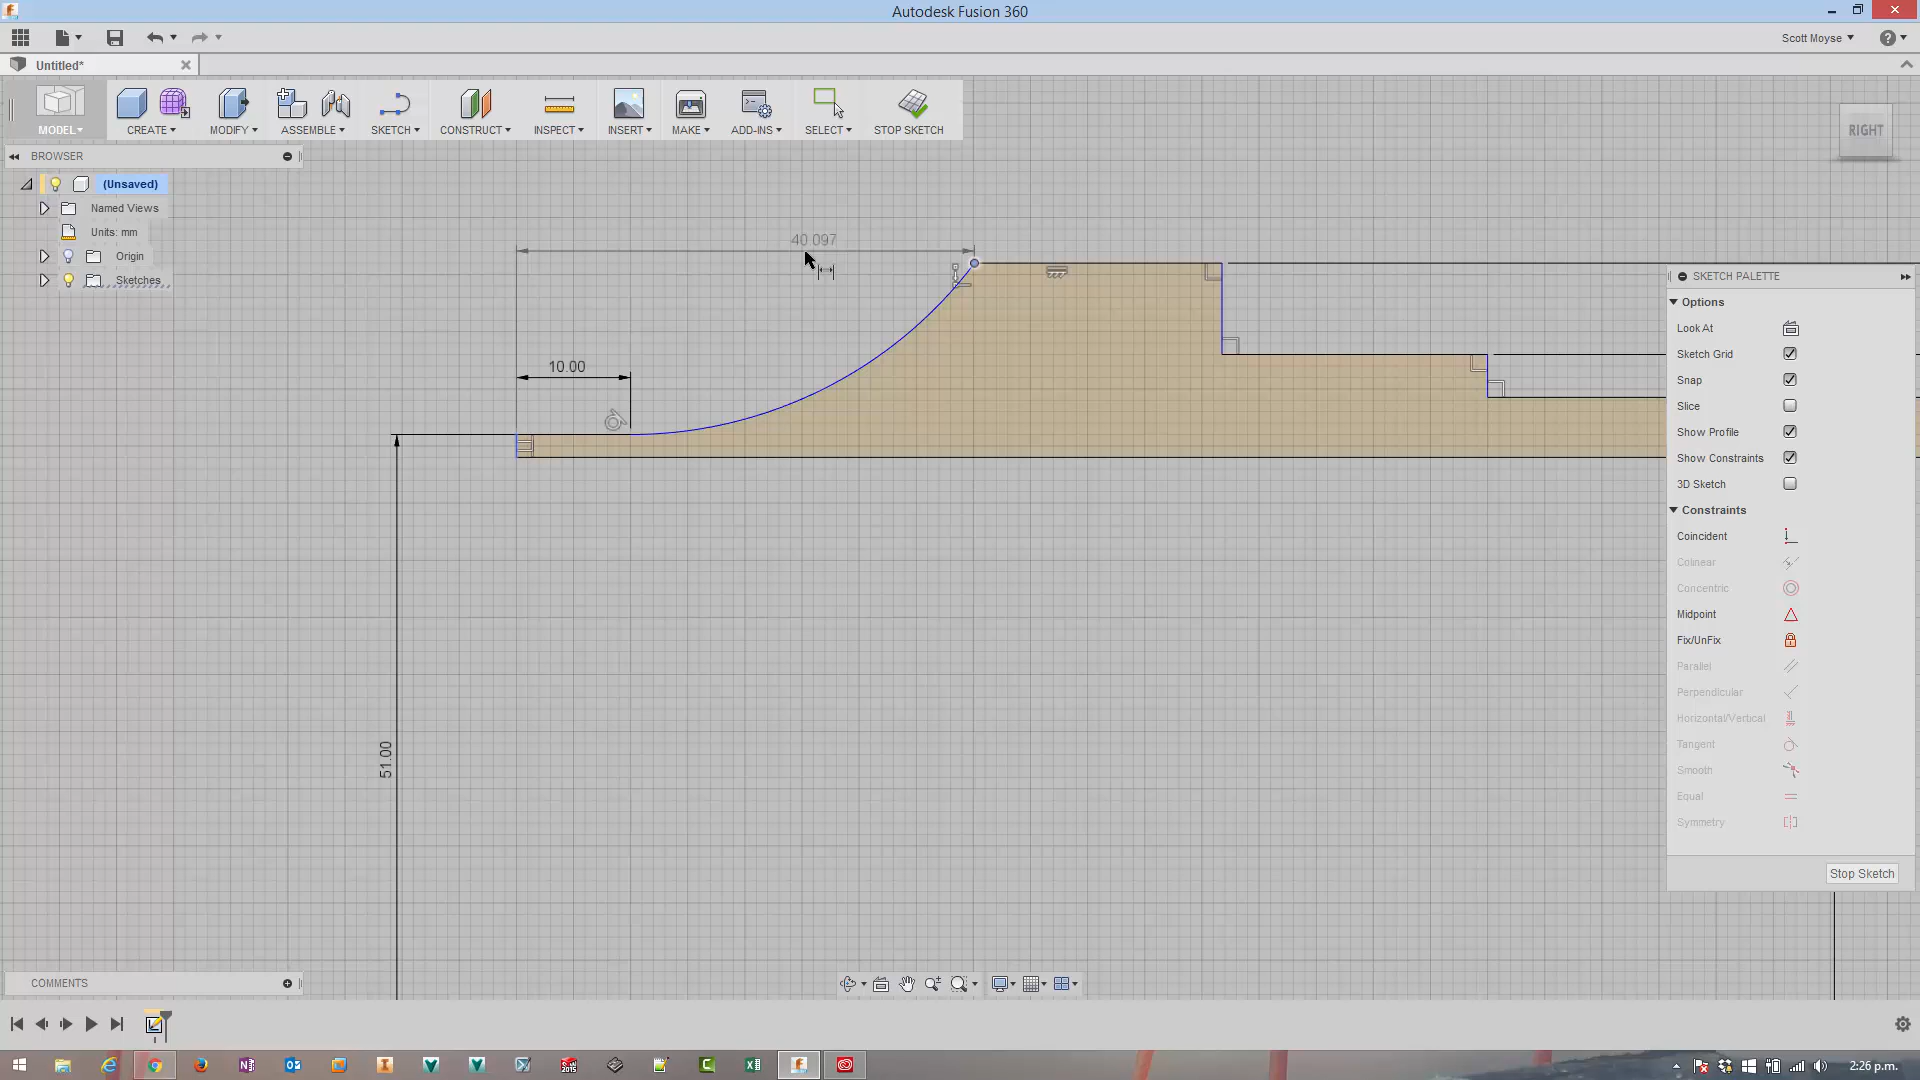 Autodesk Fusion 360
Scott Moyse
Untitled*
MODEL
CREATE
MODIFY
ASSEMBLE
SKETCH
CONSTRUCT
INSPECT
INSERT
MAKE
ADD-INS
SELECT
STOP SKETCH
RIGHT
BROWSER
(Unsaved)
Named Views
Units: mm
Origin
Sketches
40.097
10.00
51.00
SKETCH PALETTE
Options
Look At
Sketch Grid
Snap
Slice
Show Profile
Show Constraints
3D Sketch
Constraints
Coincident
Colinear
Concentric
Midpoint
Fix/UnFix
Parallel
Perpendicular
Horizontal/Vertical
Tangent
Smooth
Equal
Symmetry
Stop Sketch
COMMENTS
2:26 p.m.